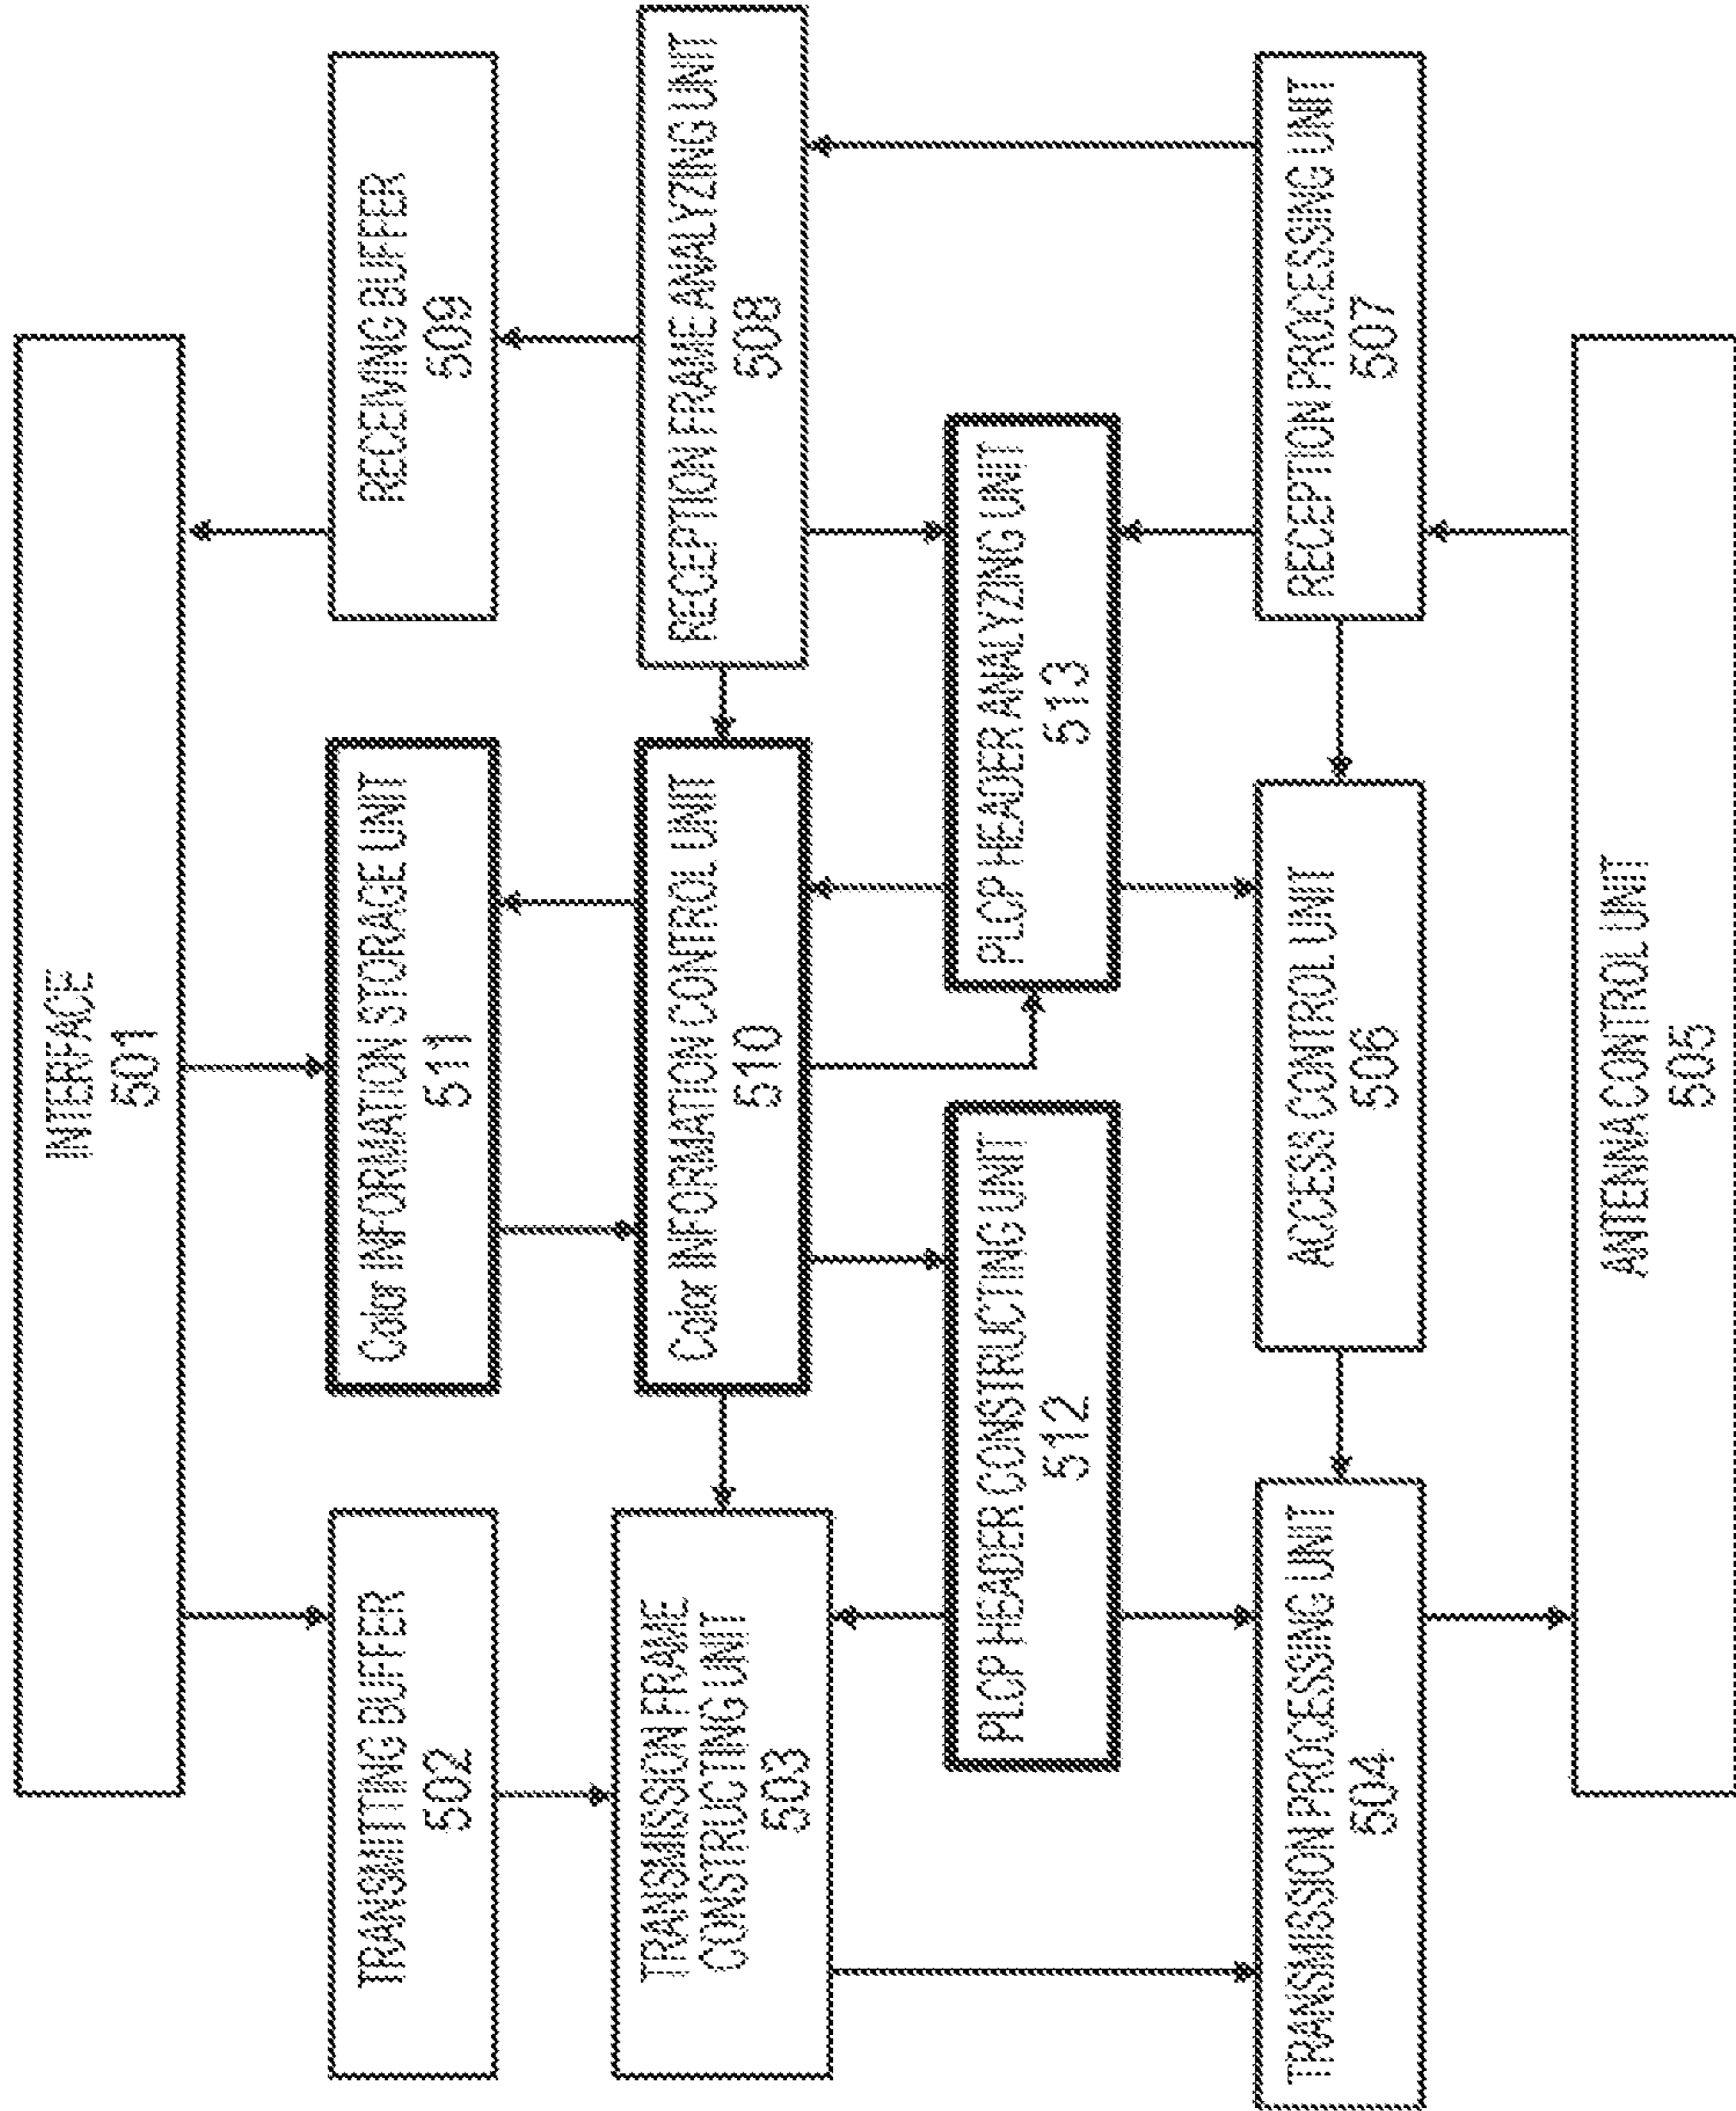 INTERFACE
501
TRANSMITTING BUFFER
502
Color INFORMATION STORAGE UNIT
511
RECEIVING BUFFER
509
TRANSMISSION FRAME
CONSTRUCTING UNIT
503
Color INFORMATION CONTROL UNIT
510
RECEPTION FRAME ANALYZING UNIT
508
PLCP HEADER CONSTRUCTING UNIT
512
PLCP HEADER ANALYZING UNIT
513
TRANSMISSION PROCESSING UNIT
504
ACCESS CONTROL UNIT
506
RECEPTION PROCESSING UNIT
507
ANTENNA CONTROL UNIT
505